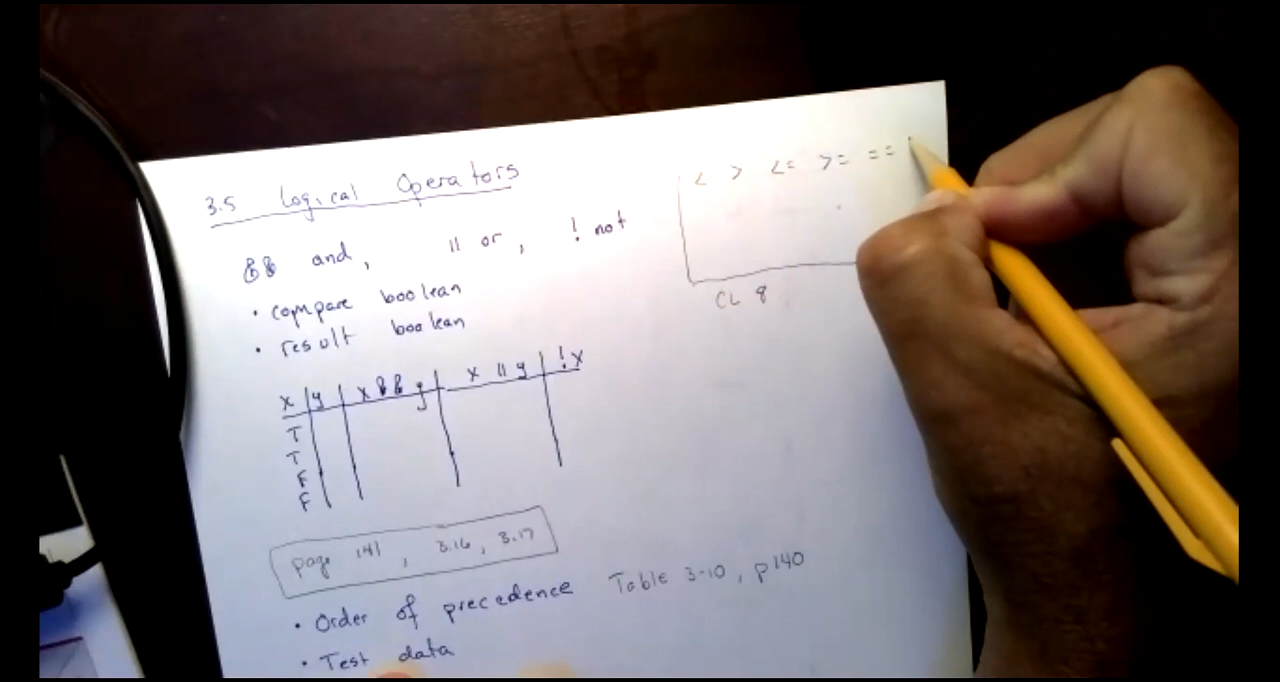 3.5 Logical Operators
&& and, || or, ! not
• compare boolean
• result boolean
x y x && y x || y !x
T
T
F
F
page 141, 3.16, 3.17
• Order of precedence Table 3-10, p140
• Test data
< > <= >= ==
CL 8